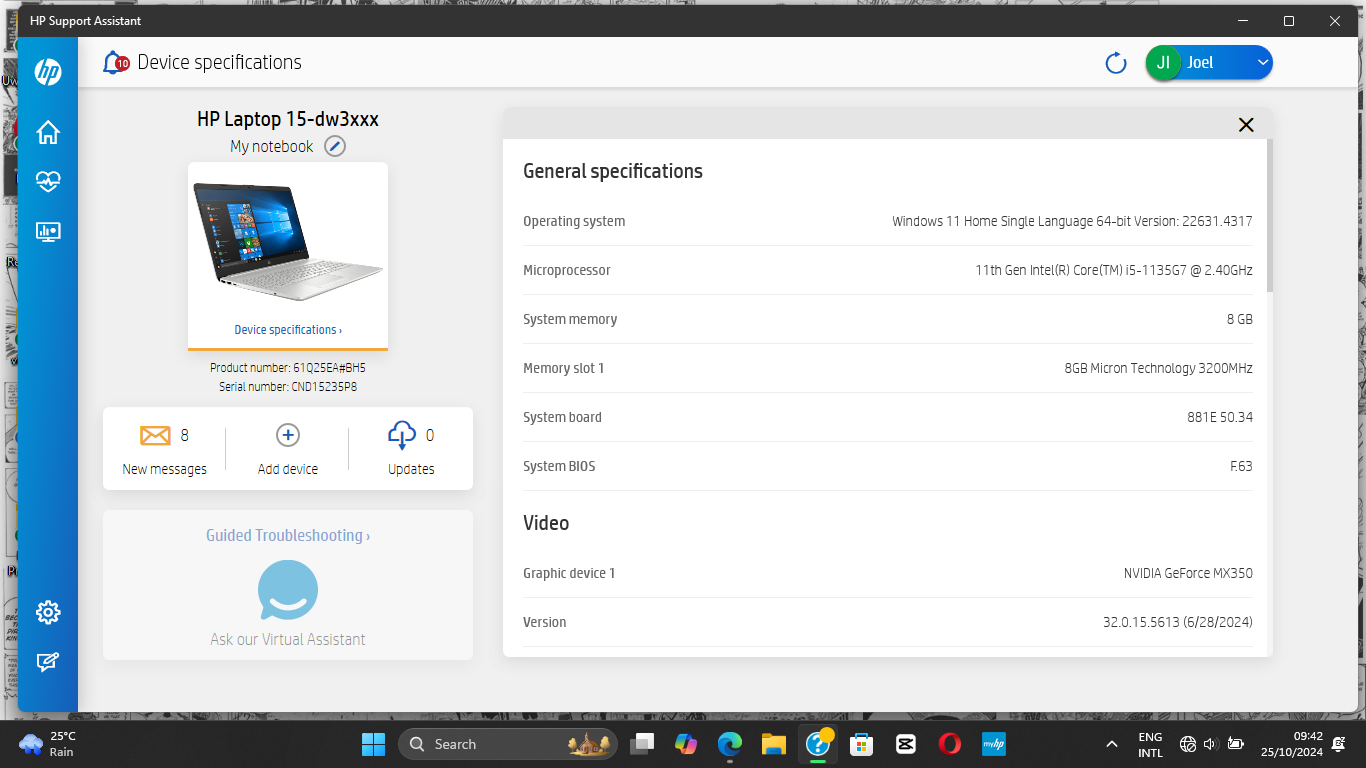 HP Support Assistant
hp
10
Device specifications
JI
Joel
HP Laptop 15-dw3xxx
My notebook
Device specifications ›
Product number: 61Q25EA#BH5
Serial number: CND15235P8
8
New messages
Add device
0
Updates
Guided Troubleshooting ›
Ask our Virtual Assistant
General specifications
Operating system
Windows 11 Home Single Language 64-bit Version: 22631.4317
Microprocessor
11th Gen Intel(R) Core(TM) i5-1135G7 @ 2.40GHz
System memory
8 GB
Memory slot 1
8GB Micron Technology 3200MHz
System board
881E 50.34
System BIOS
F.63
Video
Graphic device 1
NVIDIA GeForce MX350
Version
32.0.15.5613 (6/28/2024)
25°C
Rain
Search
myhp
ENG
INTL
09:42
25/10/2024